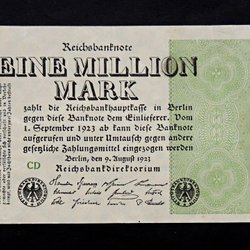 Reichsbanknote
EINE MILLION
MARK
zahlt die Reichsbankhauptkasse in Berlin
gegen diese Banknote dem Einlieferer. Vom
1. September 1923 ab kann diese Banknote
aufgerufen und unter Umtausch gegen andere
gesetzliche Zahlungsmittel eingezogen werden
Berlin, den 9. August 1923
Reichsbankdirektorium
CD